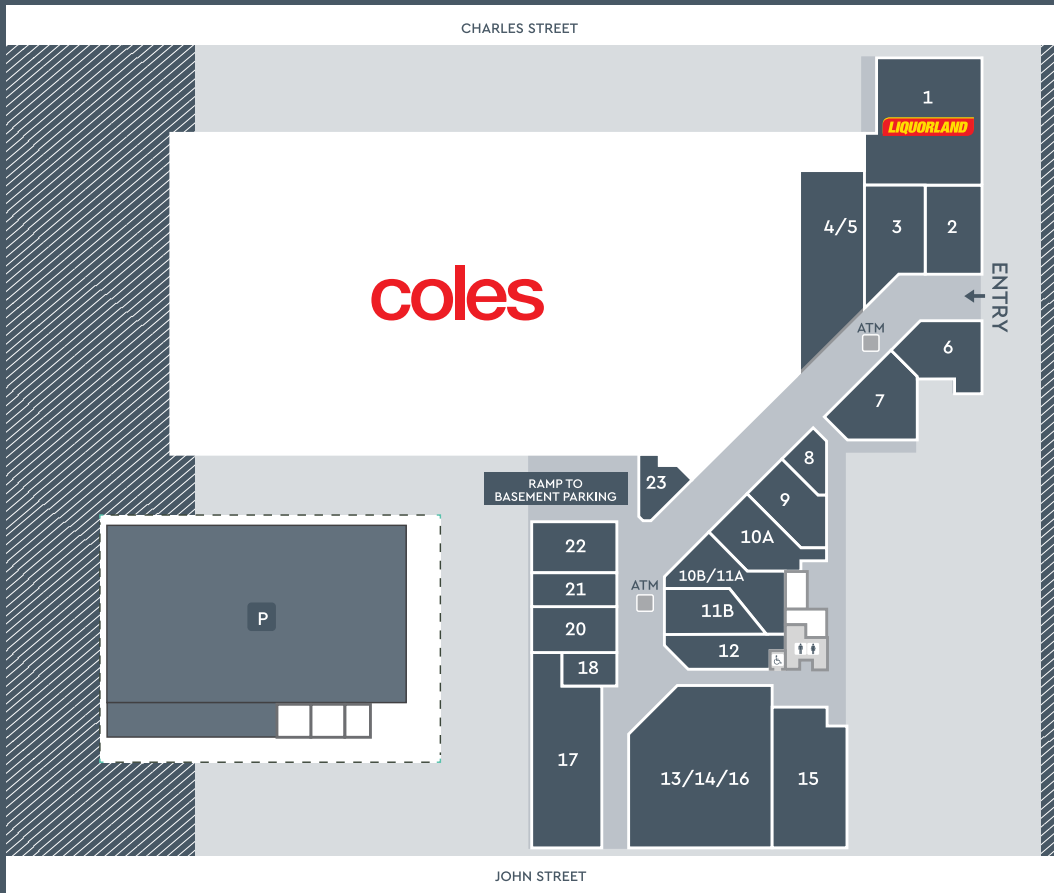 CHARLES STREET
1
LIQUORLAND
4/5
3
2
coles
ENTRY
ATM
6
7
8
23
RAMP TO
BASEMENT PARKING
9
10A
22
10B/11A
ATM
21
11B
P
20
12
18
17
13/14/16
15
JOHN STREET